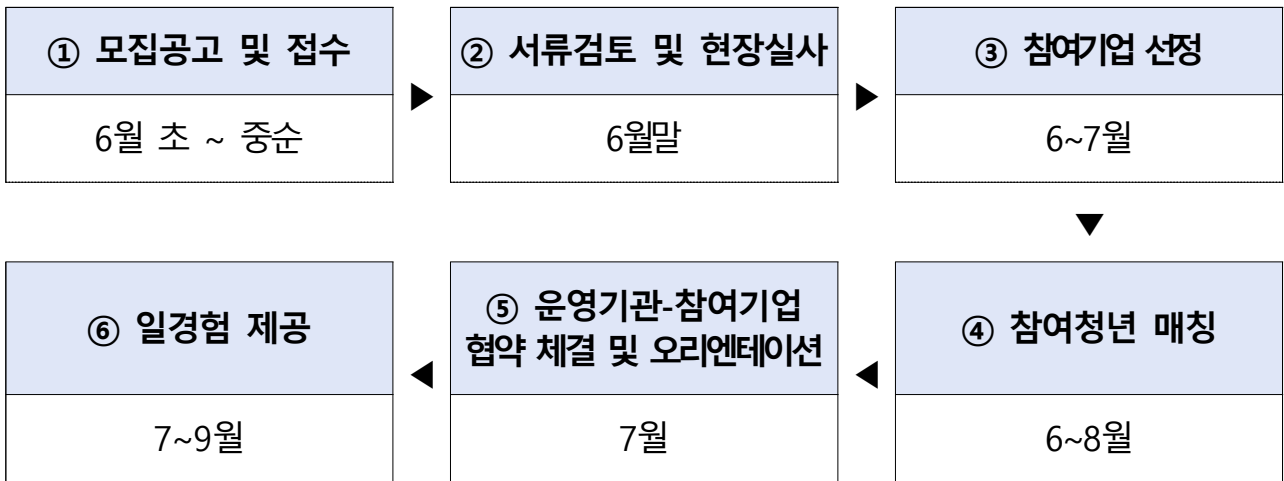 ① 모집공고 및 접수
6월 초 ~ 중순
▶
② 서류검토 및 현장실사
6월말
▶
③ 참여기업 선정
6~7월
▼
④ 참여청년 매칭
6~8월
◀
⑤ 운영기관-참여기업
협약 체결 및 오리엔테이션
7월
◀
⑥ 일경험 제공
7~9월